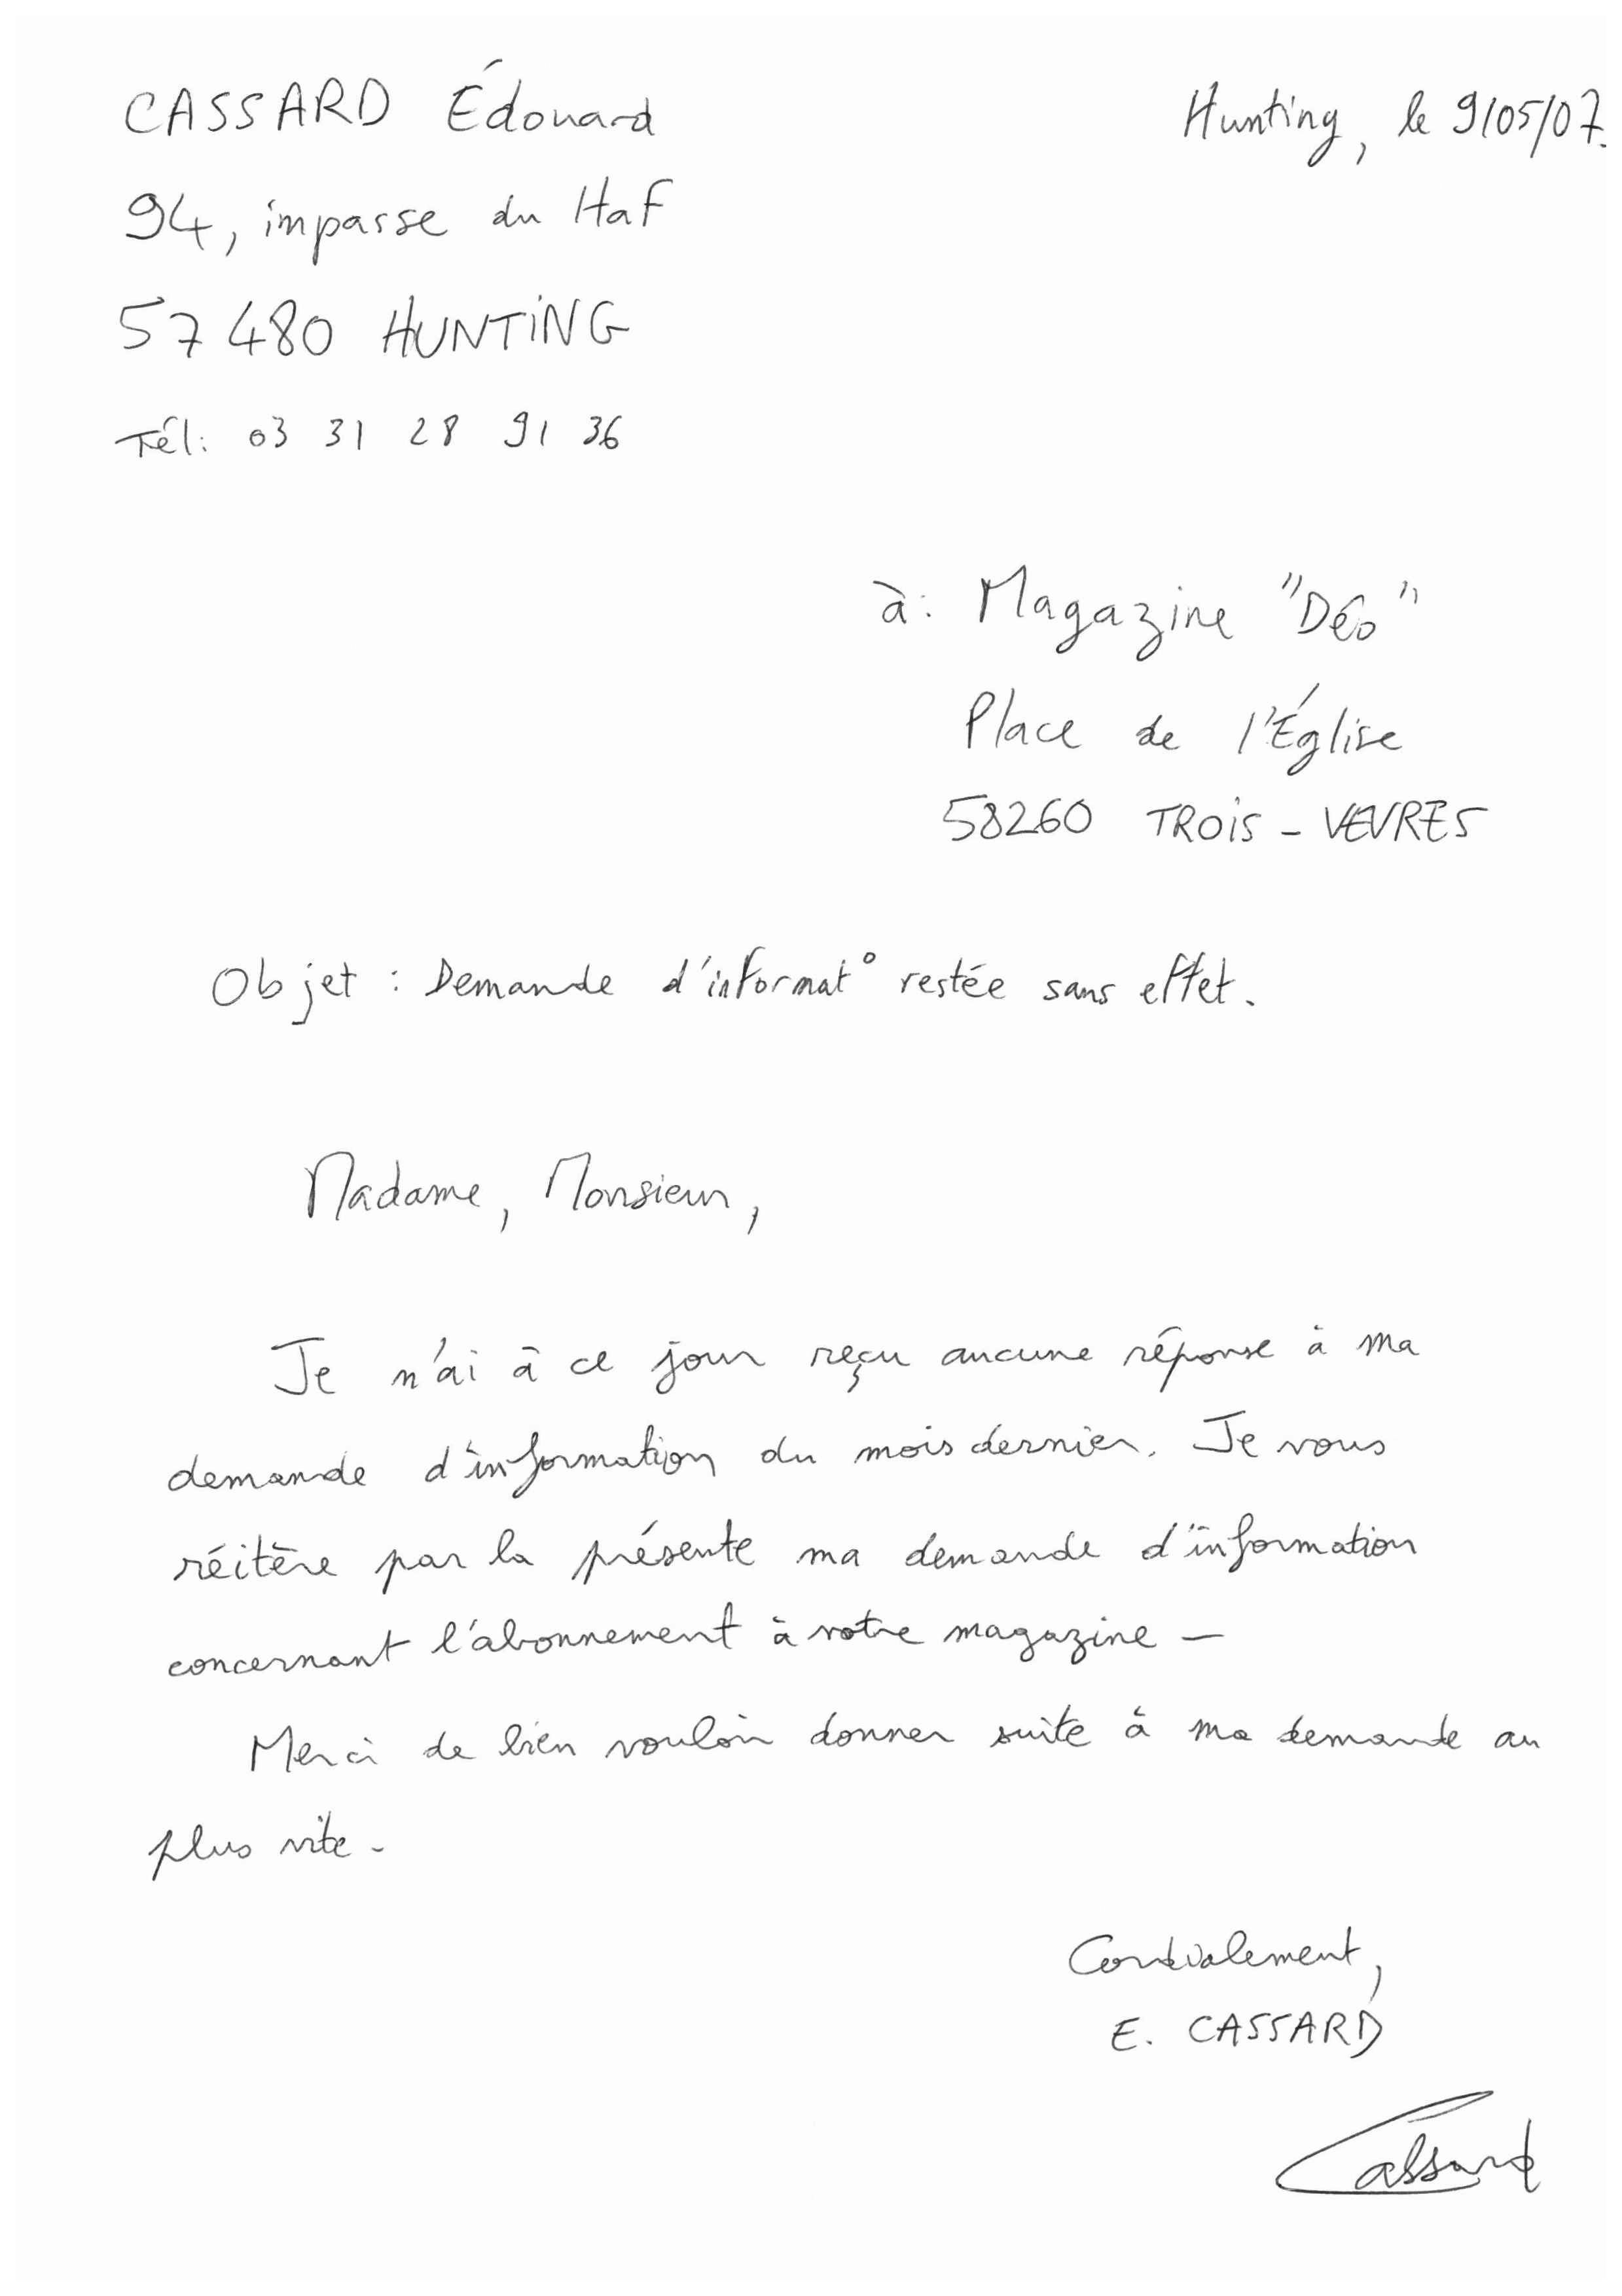 CASSARD Édouard
Hunting, le 9/05/07.
94, impasse du Haf
57480 HUNTING
Tél: 03 31 28 91 36
à: Magazine "Déo"
Place de l'Église
58260 TROIS - VEVRES
Objet : Demande d'informat° restée sans effet.
Madame, Monsieur,
Je n'ai à ce jour reçu aucune réponse à ma
demande d'information du mois dernier. Je vous
réitère par la présente ma demande d'information
concernant l'abonnement à votre magazine -
Merci de bien vouloir donner suite à ma demande au
plus vite -
Cordialement,
E. CASSARD
Cassard